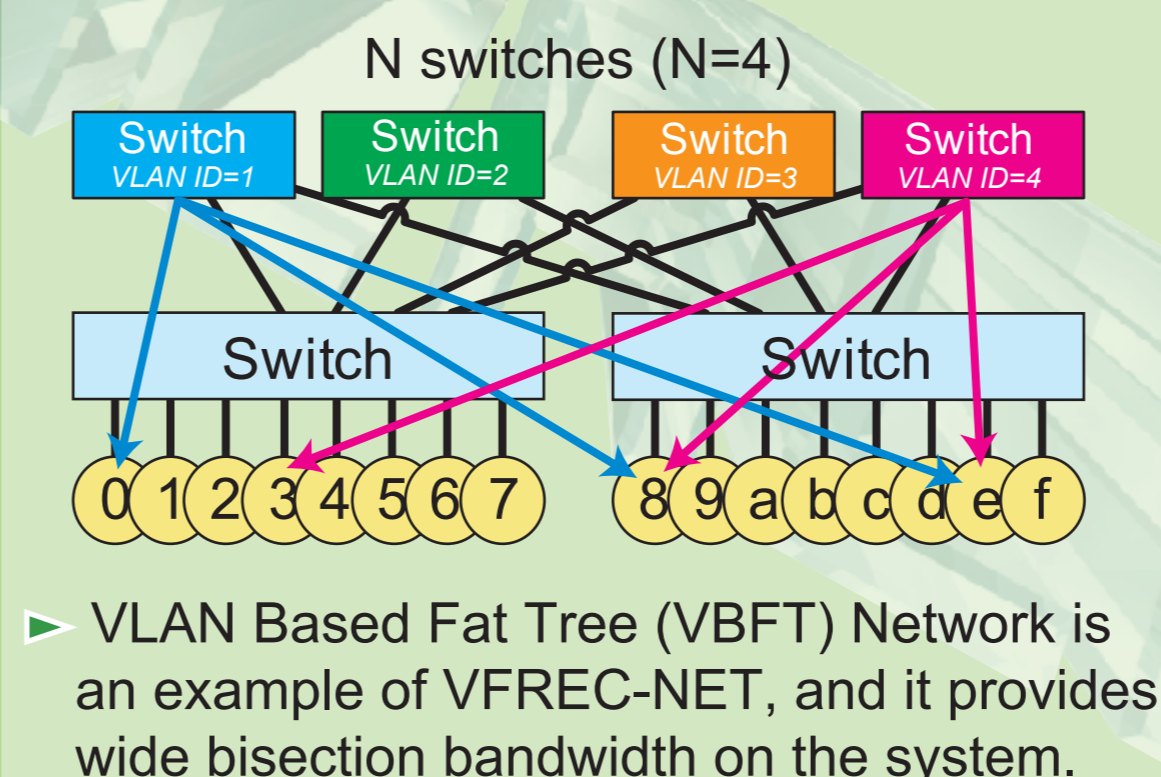 N switches (N=4)
Switch Switch Switch Switch
VLAN ID=1 VLAN ID=2 VLAN ID=3 VLAN ID=4
Switch Switch
0 1 2 3 4 5 6 7 8 9 a b c d e f
VLAN Based Fat Tree (VBFT) Network is
an example of VFREC-NET, and it provides
wide bisection bandwidth on the system.